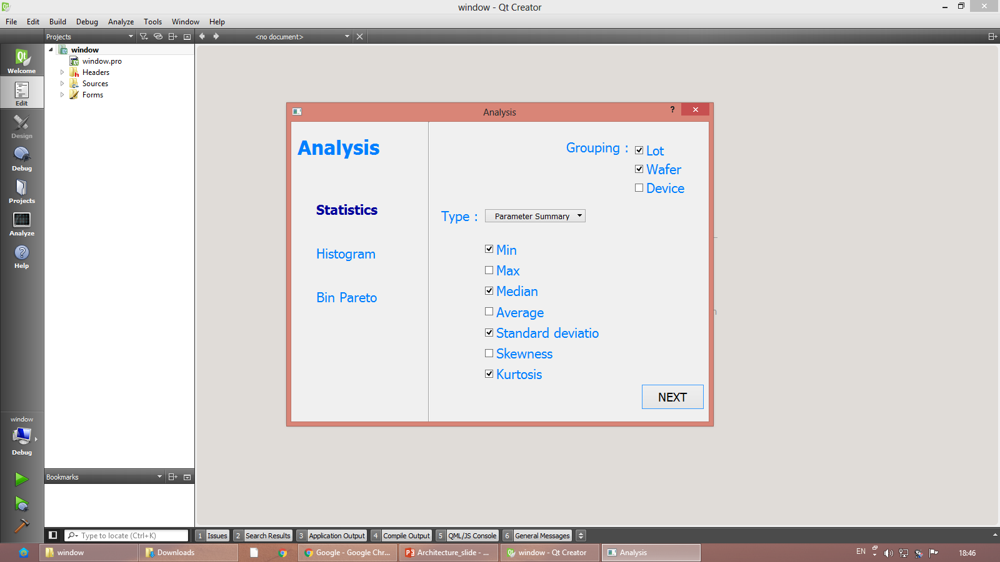 window - Qt Creator
File Edit Build Debug Analyze Tools Window Help
Projects <no document>
Welcome
Edit
Design
Debug
Projects
Analyze
Help
window
Debug
window
window.pro
Headers
Sources
Forms
Bookmarks
Analysis ?
Analysis
Statistics
Histogram
Bin Pareto
Grouping :
Lot
Wafer
Device
Type : Parameter Summary
Min
Max
Median
Average
Standard deviatio
Skewness
Kurtosis
NEXT
Type to locate (Ctrl+K) 1 Issues 2 Search Results 3 Application Output 4 Compile Output 5 QML/JS Console 6 General Messages
window Downloads Google - Google Chr... Architecture_slide - ... window - Qt Creator Analysis EN 18:46